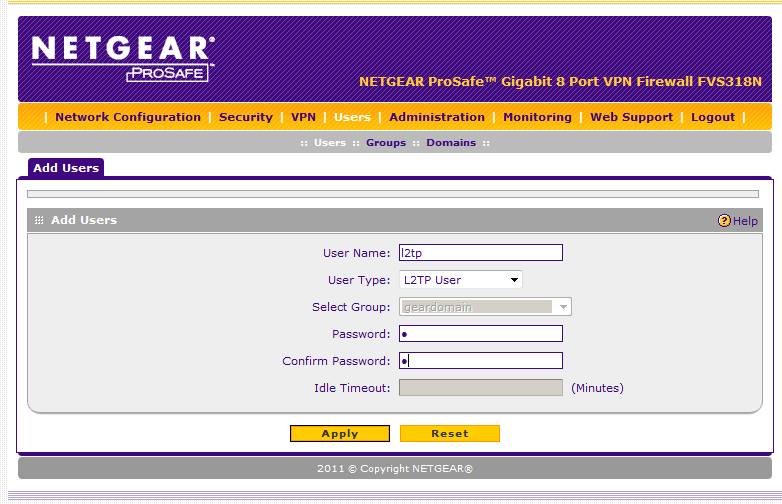 NETGEAR®
PROSAFE
NETGEAR ProSafe™ Gigabit 8 Port VPN Firewall FVS318N
| Network Configuration | Security | VPN | Users | Administration | Monitoring | Web Support | Logout |
:: Users :: Groups :: Domains ::
Add Users
Add Users
? Help
User Name: l2tp
User Type: L2TP User
Select Group: geardomain
Password: •
Confirm Password: •
Idle Timeout: (Minutes)
Apply Reset
2011 © Copyright NETGEAR®